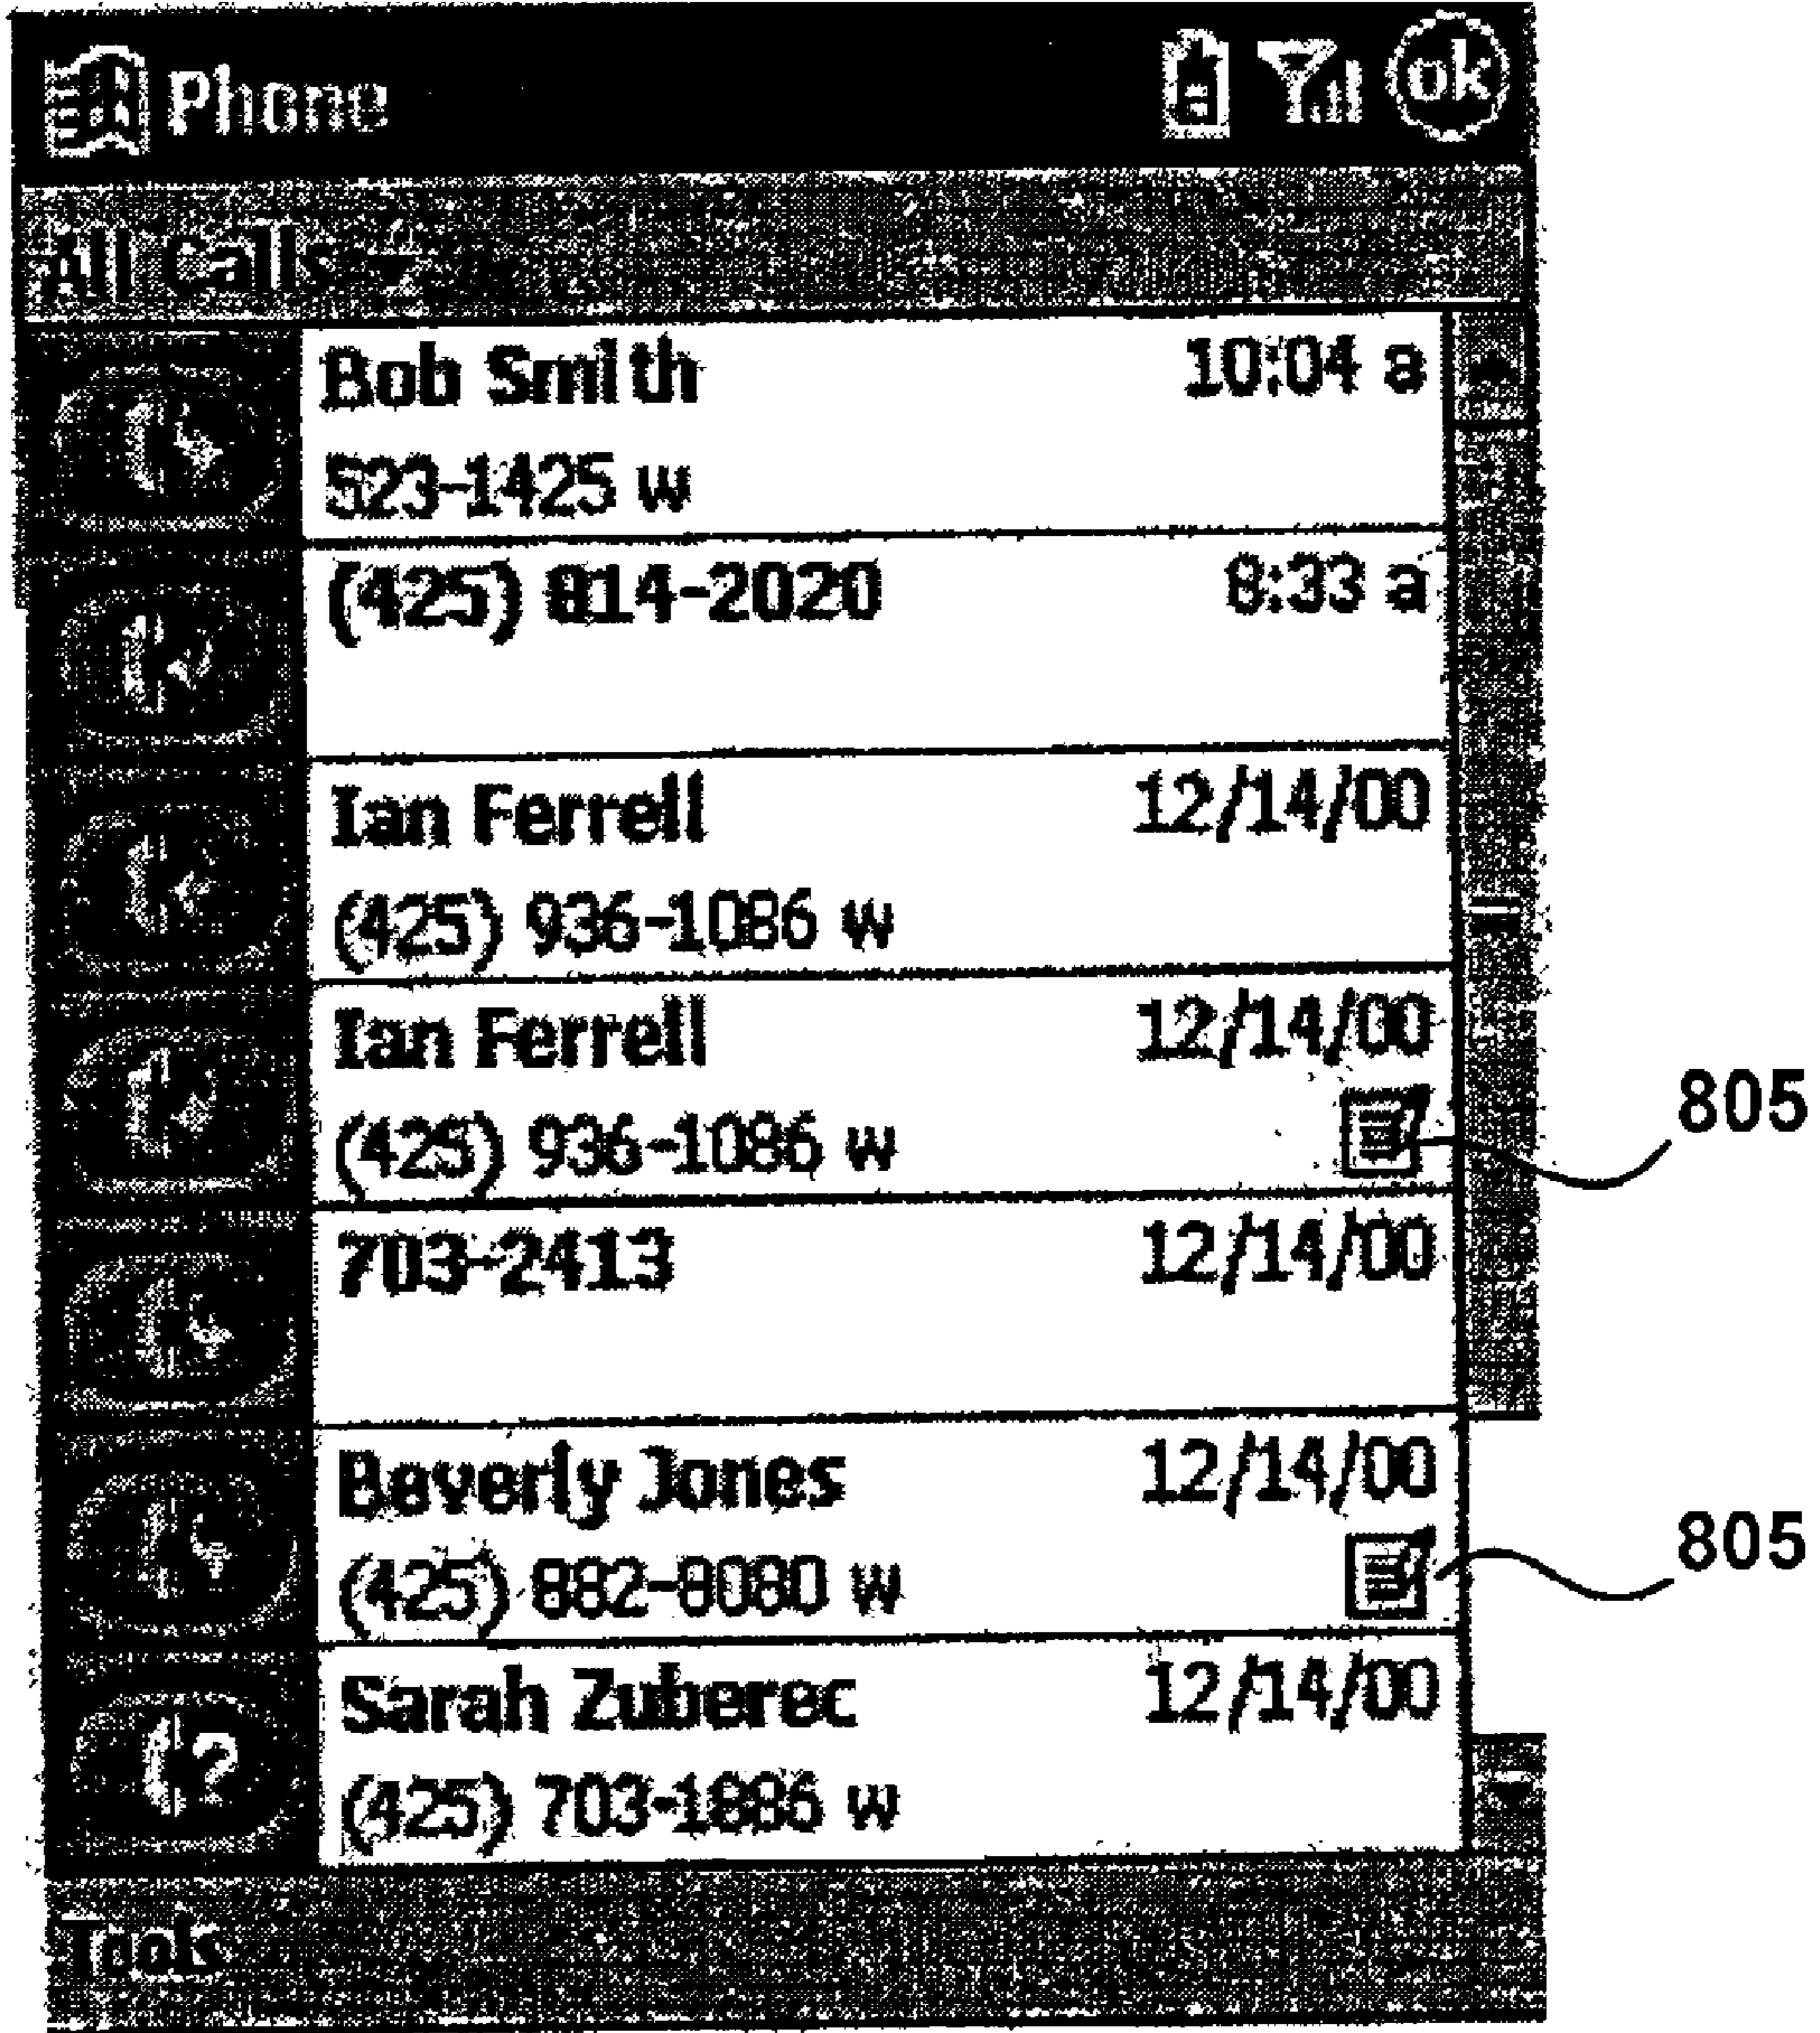 Phone
ok
All Calls
Bob Smith 10:04 a
523-1425 w
(425) 814-2020 8:33 a
Ian Ferrell 12/14/00
(425) 936-1086 w
Ian Ferrell 12/14/00
(425) 936-1086 w
805
703-2413 12/14/00
Beverly Jones 12/14/00
(425) 882-8080 w
805
Sarah Zuberec 12/14/00
(425) 703-1886 w
Tools